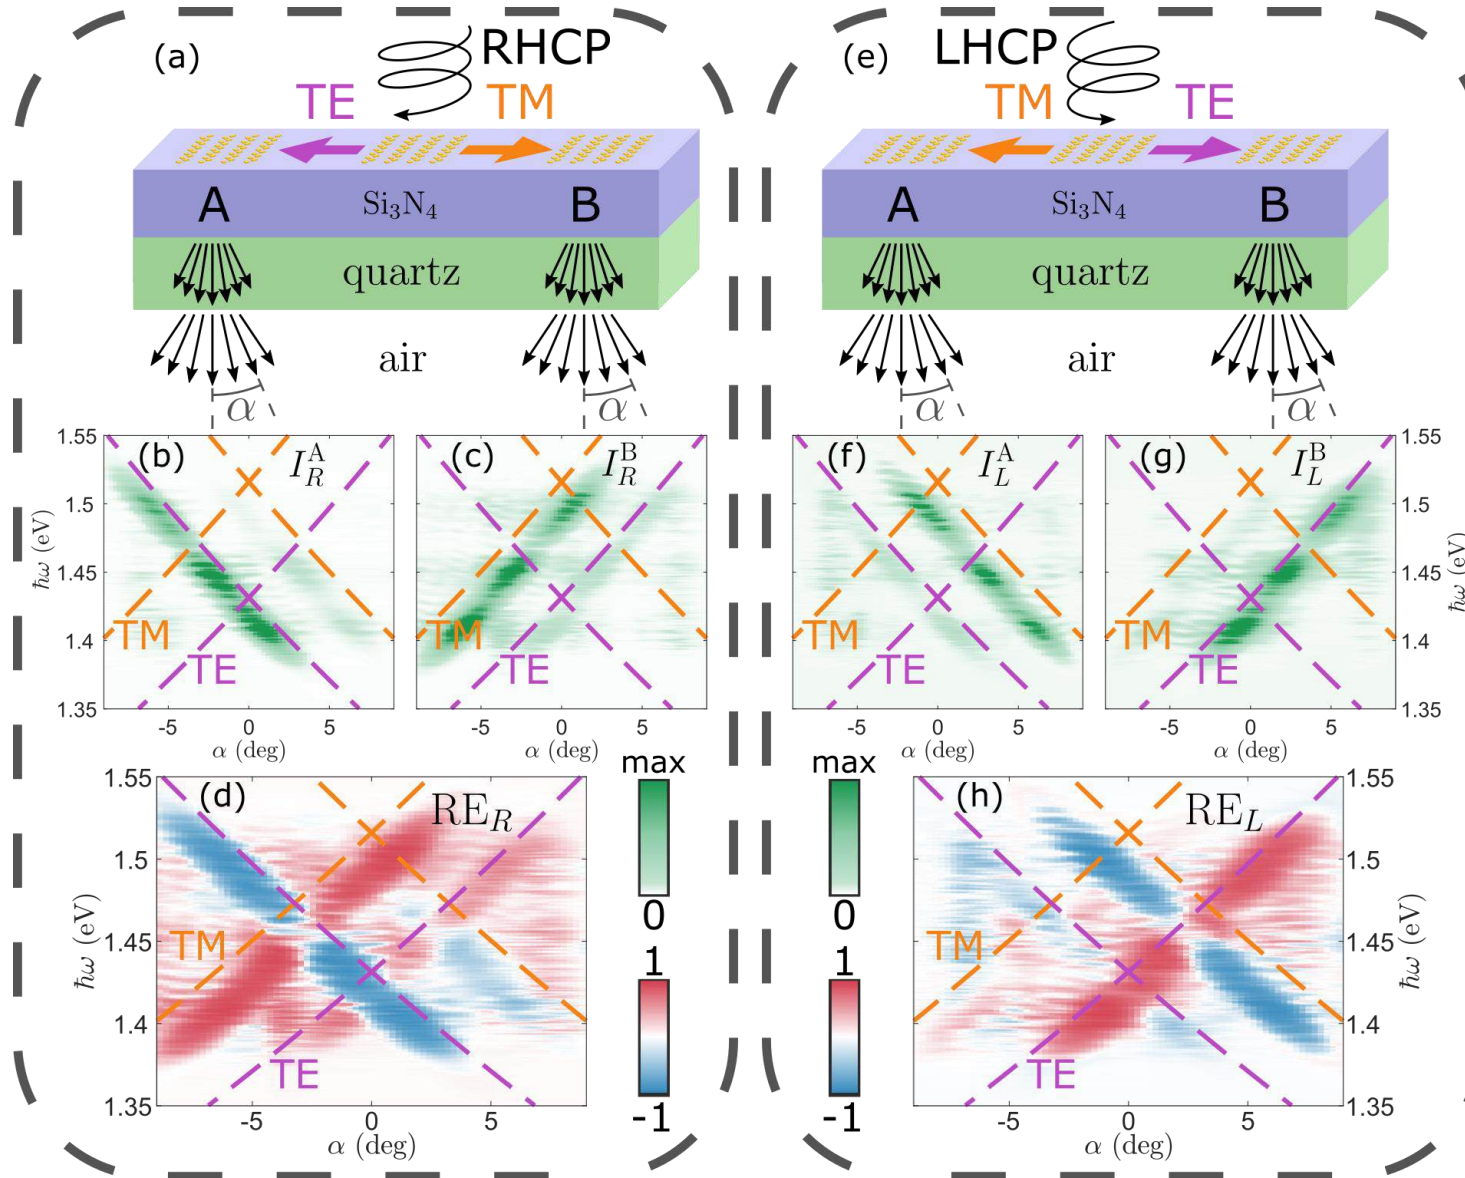 (a)
RHCP
TE
TM
A
Si₃N₄
B
quartz
air
α
α
(b)
I_R^A
TM
TE
1.55
1.5
1.45
1.4
1.35
ħω (eV)
-5
0
5
α (deg)
(c)
I_R^B
TM
TE
-5
0
5
α (deg)
(d)
RE_R
TM
TE
1.55
1.5
1.45
1.4
1.35
ħω (eV)
-5
0
5
α (deg)
max
0
1
-1
(e)
LHCP
TM
TE
A
Si₃N₄
B
quartz
air
α
α
(f)
I_L^A
TM
TE
-5
0
5
α (deg)
(g)
I_L^B
TM
TE
1.55
1.5
1.45
1.4
1.35
ħω (eV)
-5
0
5
α (deg)
max
0
1
-1
(h)
RE_L
TM
TE
1.55
1.5
1.45
1.4
1.35
ħω (eV)
-5
0
5
α (deg)